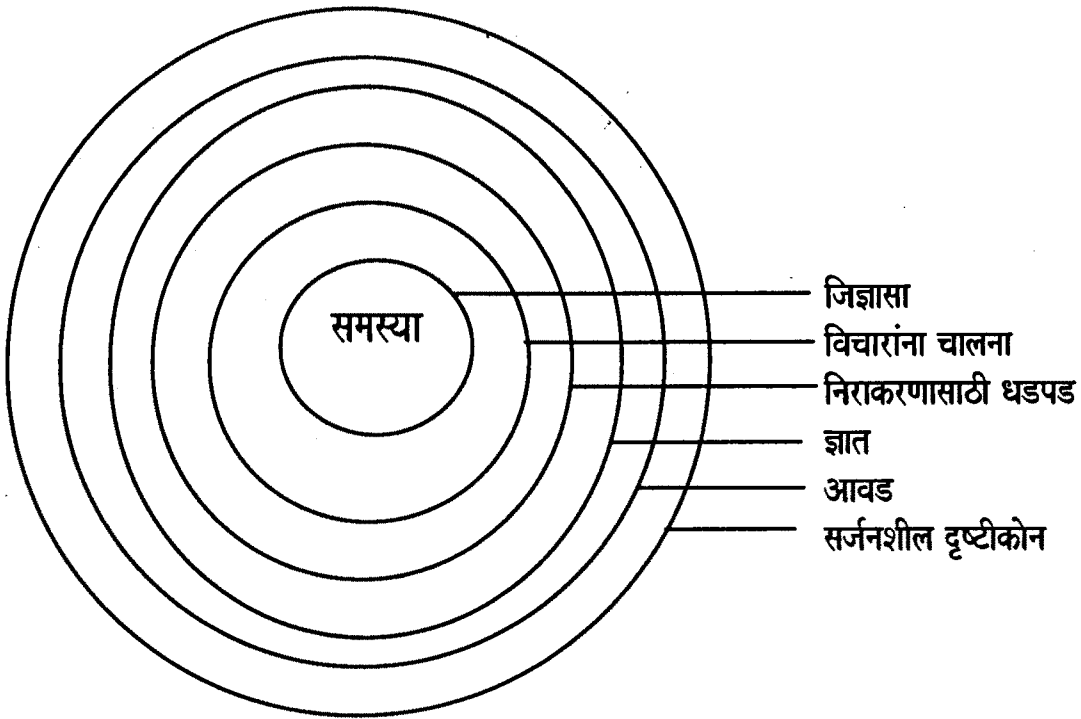 समस्या
जिज्ञासा
विचारांना चालना
निराकरणासाठी धडपड
ज्ञात
आवड
सर्जनशील दृष्टीकोन